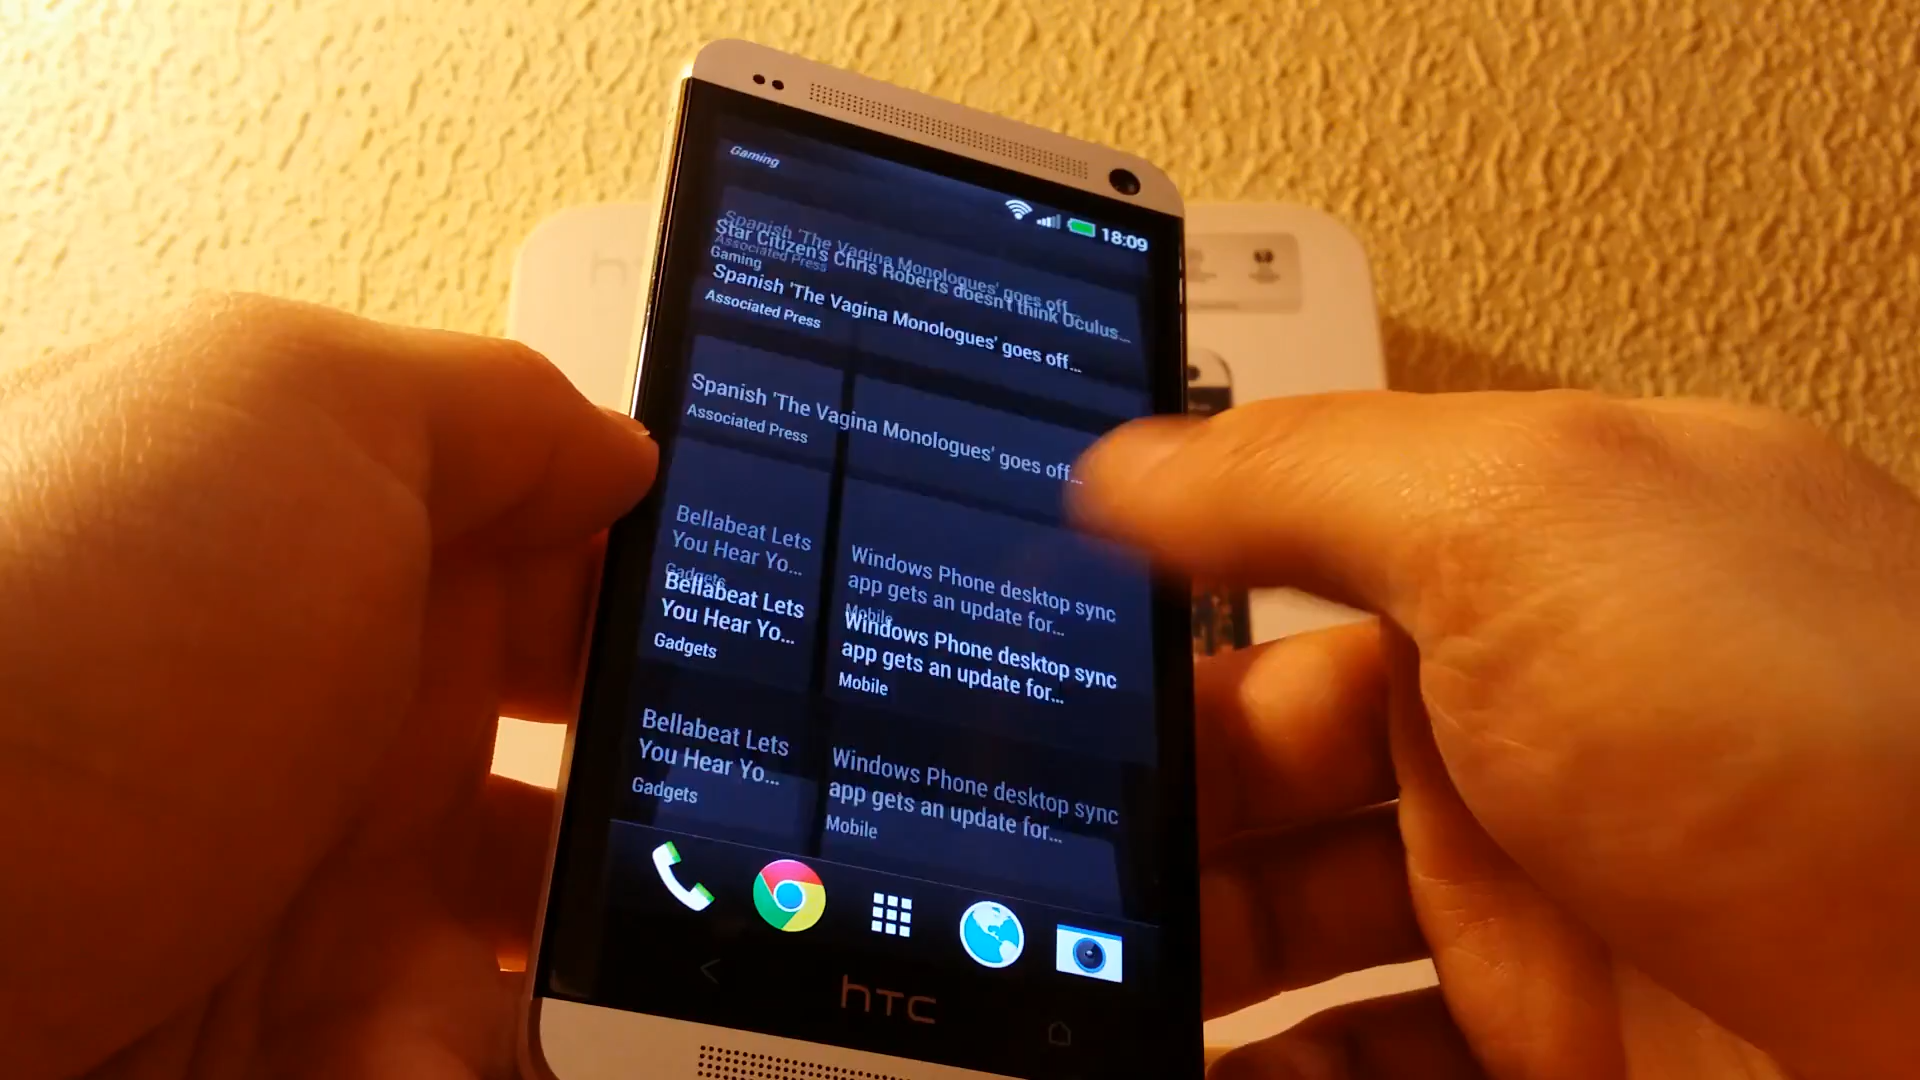 Gaming
18:09
Spanish 'The Vagina Monologues' goes off...
Associated Press
Star Citizen's Chris Roberts doesn't think Oculus...
Gaming
Spanish 'The Vagina Monologues' goes off...
Associated Press
Spanish 'The Vagina Monologues' goes off...
Associated Press
Bellabeat Lets
You Hear Yo...
Gadgets
Windows Phone desktop sync
app gets an update for...
Mobile
Bellabeat Lets
You Hear Yo...
Gadgets
Windows Phone desktop sync
app gets an update for...
Mobile
Bellabeat Lets
You Hear Yo...
Gadgets
Windows Phone desktop sync
app gets an update for...
Mobile
hTC